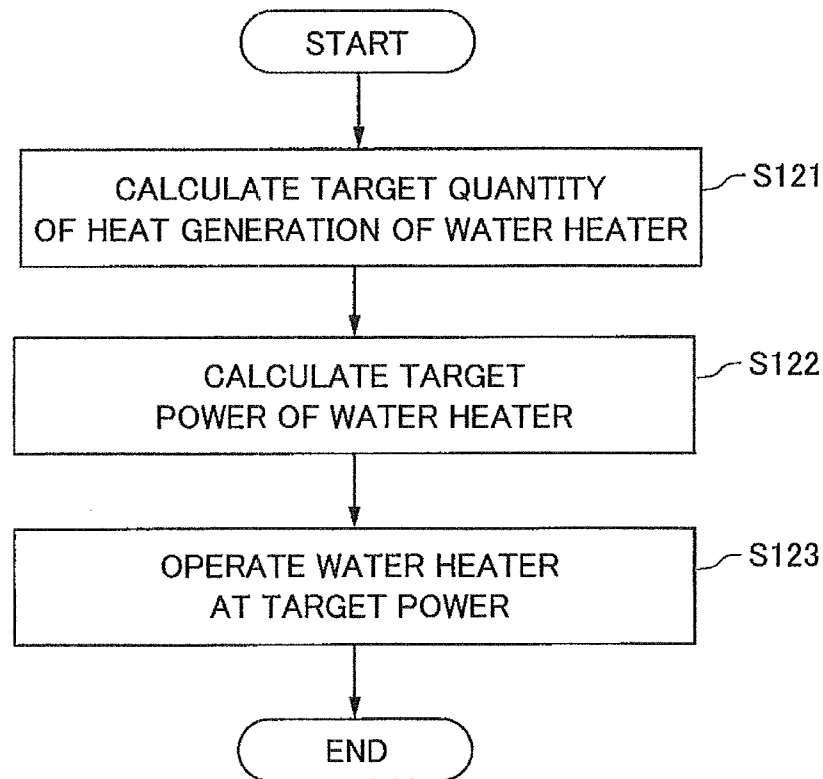 START
CALCULATE TARGET QUANTITY
OF HEAT GENERATION OF WATER HEATER
S121
CALCULATE TARGET
POWER OF WATER HEATER
S122
OPERATE WATER HEATER
AT TARGET POWER
S123
END